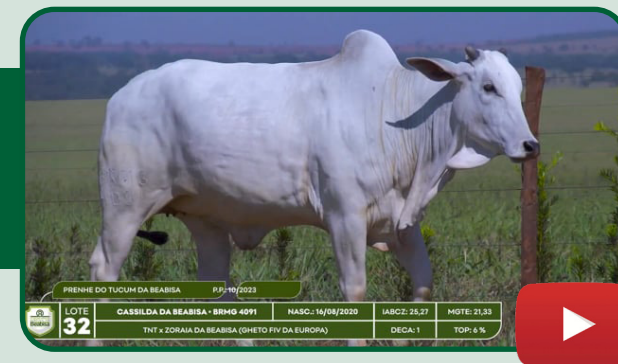 PRENHE DO TUCUM DA BEABISA P.P.: 10/2023
Beabisa
LOTE
32
CASSILDA DA BEABISA - BRMG 4091 NASC.: 16/08/2020 IABCZ: 25,27 MGTE: 21,33
TNT x ZORAIA DA BEABISA (GHETO FIV DA EUROPA) DECA: 1 TOP: 6 %